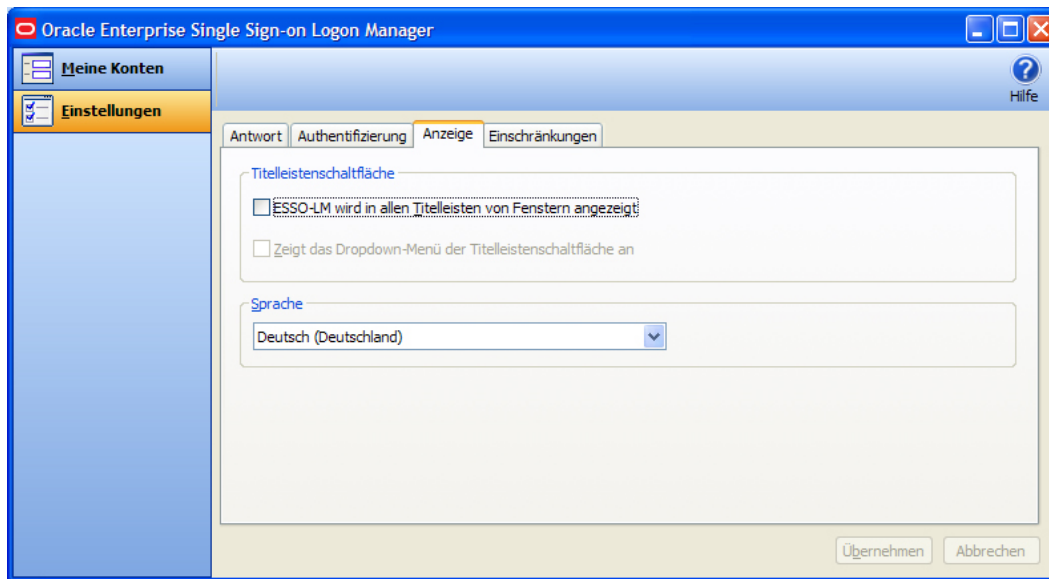 Oracle Enterprise Single Sign-on Logon Manager
Meine Konten
Einstellungen
Hilfe
Antwort Authentifizierung Anzeige Einschränkungen
Titelleistenschaltfläche
ESSO-LM wird in allen Titelleisten von Fenstern angezeigt
Zeigt das Dropdown-Menü der Titelleistenschaltfläche an
Sprache
Deutsch (Deutschland)
Übernehmen Abbrechen